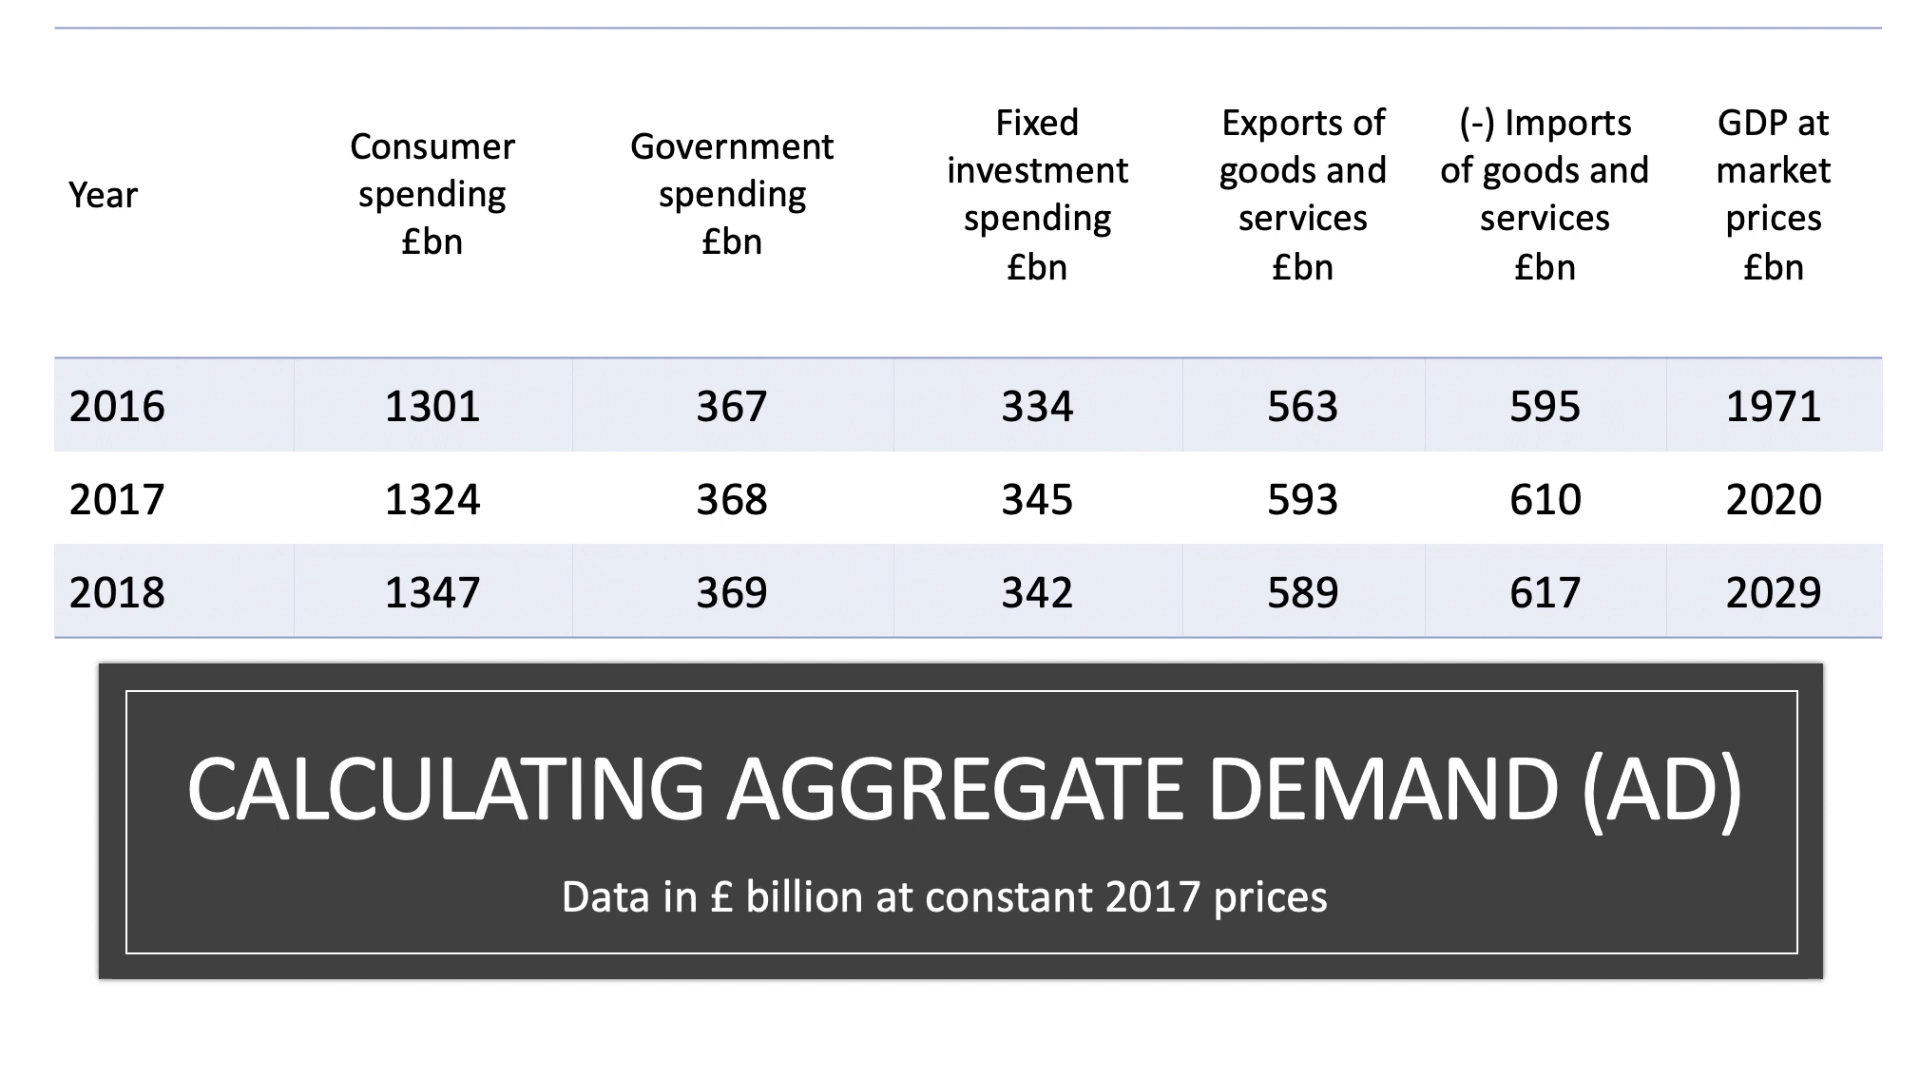 Year
Consumer
spending
£bn
Government
spending
£bn
Fixed
investment
spending
£bn
Exports of
goods and
services
£bn
(-) Imports
of goods and
services
£bn
GDP at
market
prices
£bn
2016 1301 367 334 563 595 1971
2017 1324 368 345 593 610 2020
2018 1347 369 342 589 617 2029
CALCULATING AGGREGATE DEMAND (AD)
Data in £ billion at constant 2017 prices